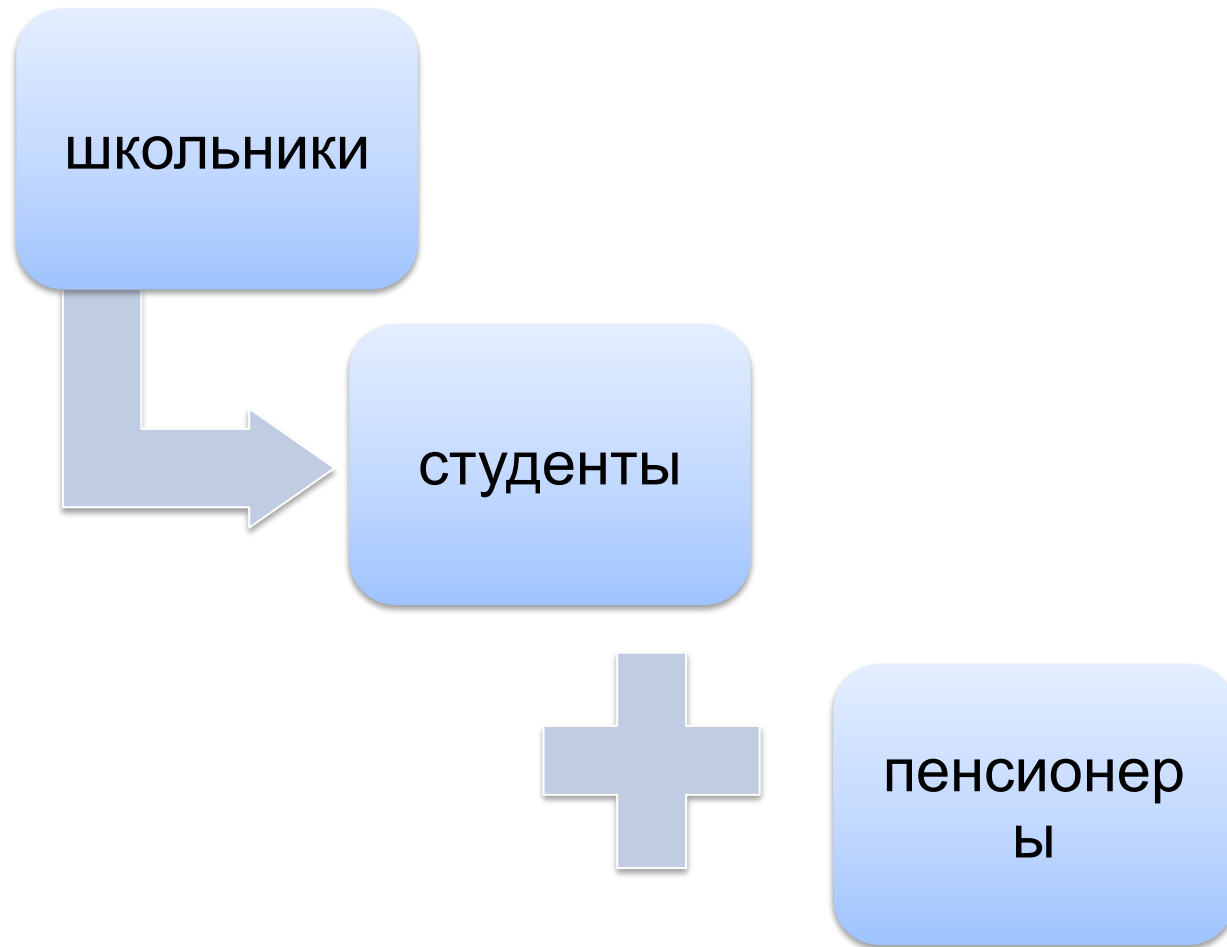 школьники
студенты
пенсионер
ы